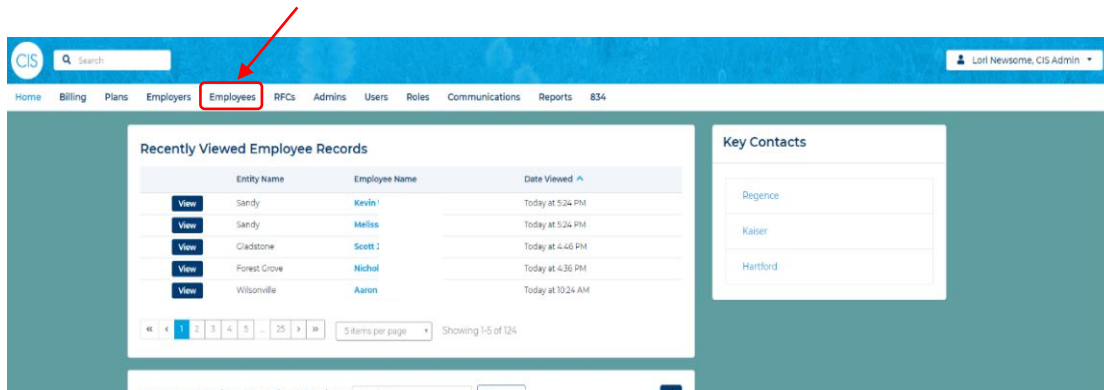 CIS
Search
Lori Newsome, CIS Admin
Home Billing Plans Employers Employees RFCs Admins Users Roles Communications Reports 834
Recently Viewed Employee Records
Entity Name Employee Name Date Viewed
View Sandy Kevin Today at 5:24 PM
View Sandy Meliss Today at 5:24 PM
View Gladstone Scott Today at 4:46 PM
View Forest Grove Nichol Today at 4:36 PM
View Wilsonville Aaron Today at 10:24 AM
« ‹ 1 2 3 4 5 ... 25 › » 5 items per page Showing 1-5 of 124
Key Contacts
Regence
Kaiser
Hartford